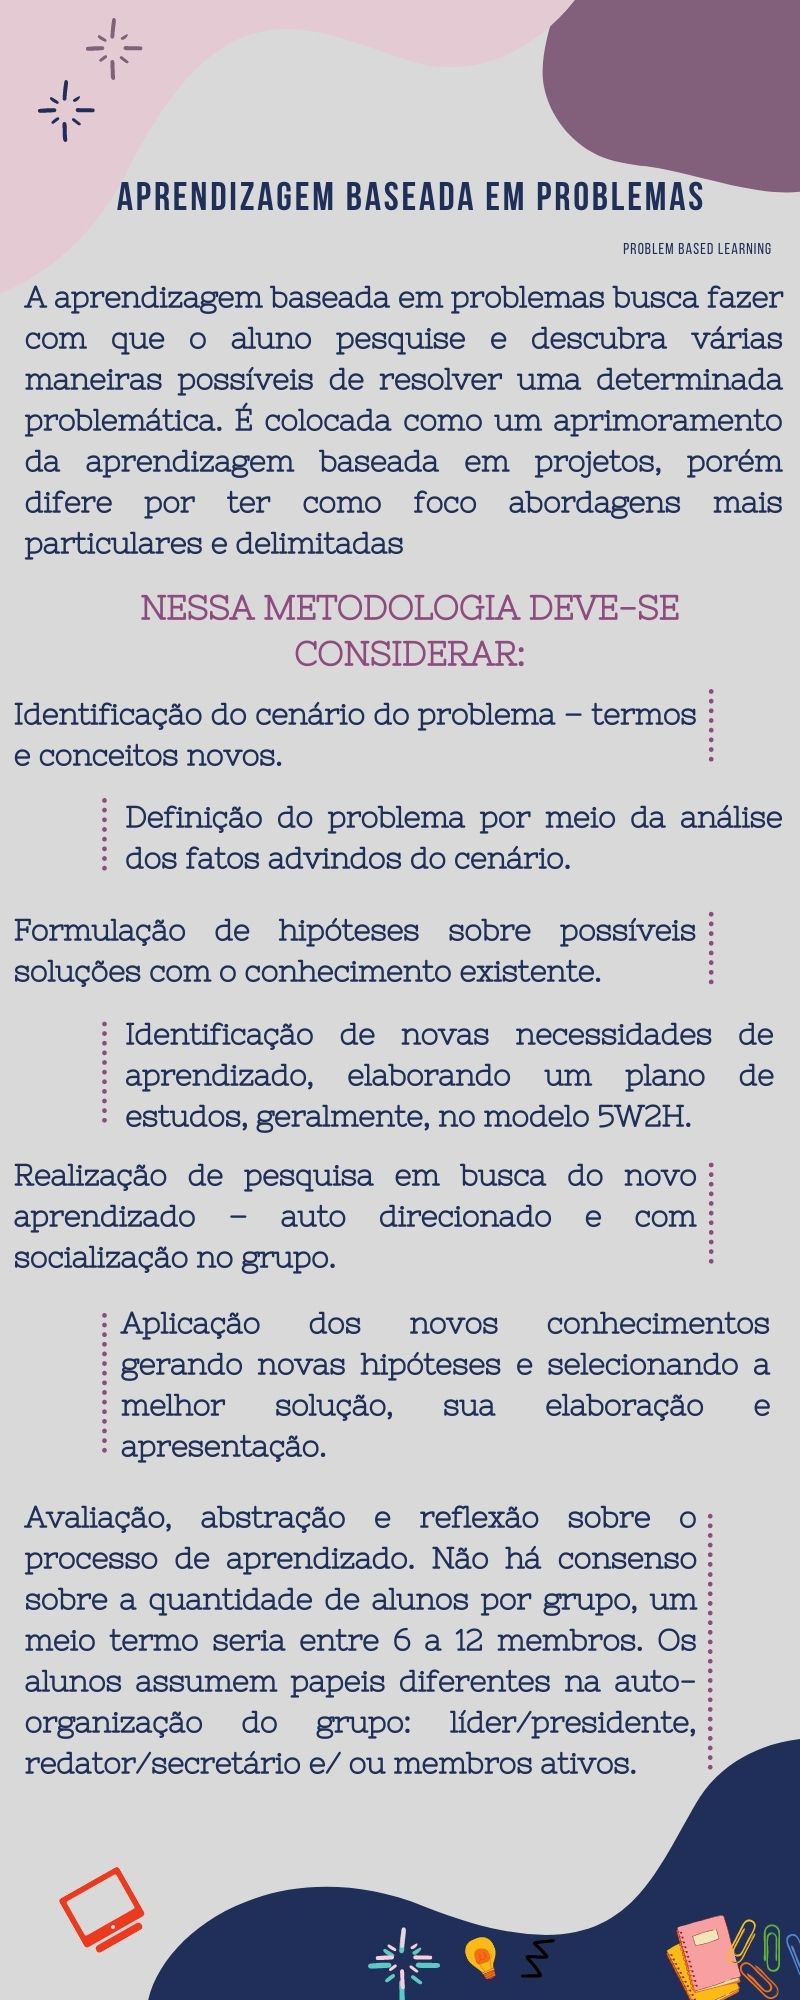 APRENDIZAGEM BASEADA EM PROBLEMAS
PROBLEM BASED LEARNING
A aprendizagem baseada em problemas busca fazer
com que o aluno pesquise e descubra várias
maneiras possíveis de resolver uma determinada
problemática. É colocada como um aprimoramento
da aprendizagem baseada em projetos, porém
difere por ter como foco abordagens mais
particulares e delimitadas
NESSA METODOLOGIA DEVE-SE
CONSIDERAR:
Identificação do cenário do problema – termos
e conceitos novos.
Definição do problema por meio da análise
dos fatos advindos do cenário.
Formulação de hipóteses sobre possíveis
soluções com o conhecimento existente.
Identificação de novas necessidades de
aprendizado, elaborando um plano de
estudos, geralmente, no modelo 5W2H.
Realização de pesquisa em busca do novo
aprendizado – auto direcionado e com
socialização no grupo.
Aplicação dos novos conhecimentos
gerando novas hipóteses e selecionando a
melhor solução, sua elaboração e
apresentação.
Avaliação, abstração e reflexão sobre o
processo de aprendizado. Não há consenso
sobre a quantidade de alunos por grupo, um
meio termo seria entre 6 a 12 membros. Os
alunos assumem papeis diferentes na auto-
organização do grupo: líder/presidente,
redator/secretário e/ ou membros ativos.